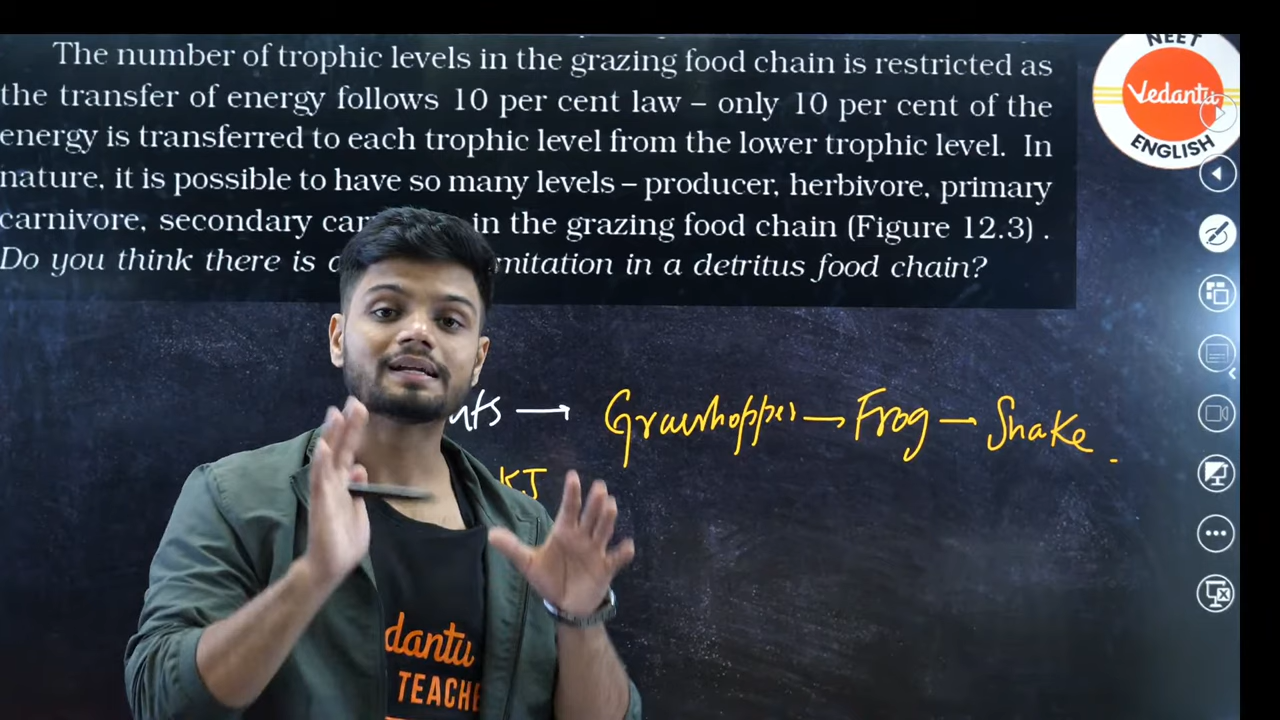 The number of trophic levels in the grazing food chain is restricted as
the transfer of energy follows 10 per cent law – only 10 per cent of the
energy is transferred to each trophic level from the lower trophic level. In
nature, it is possible to have so many levels – producer, herbivore, primary
carnivore, secondary in the grazing food chain (Figure 12.3) .
Do you think there is in a detritus food chain?
NEET
Vedantu
ENGLISH
→ Grasshopper → Frog → Snake .
KJ
TEACHE